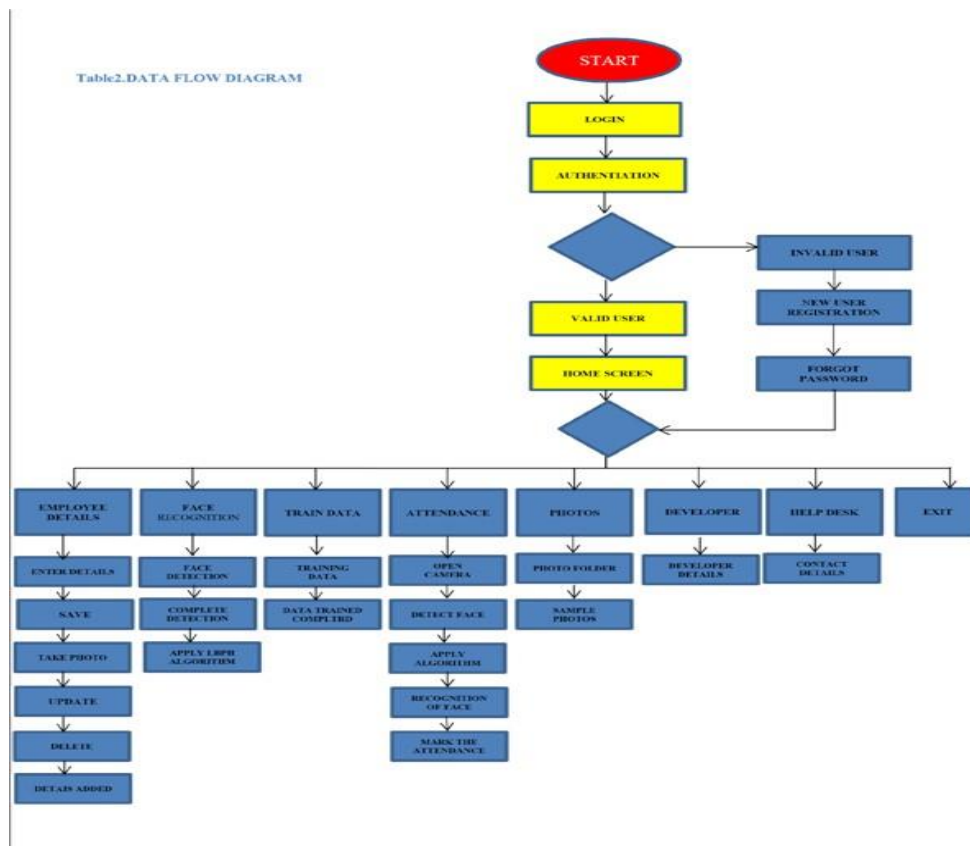 START
Table2.DATA FLOW DIAGRAM
LOGIN
AUTHENTIATION
INVALID USER
NEW USER
REGISTRATION
VALID USER
HOME SCREEN
FORGOT
PASSWORD
EMPLOYEE
DETAILS
FACE
RECOGNITION
TRAIN DATA
ATTENDANCE
PHOTOS
DEVELOPER
HELP DESK
EXIT
ENTER DETAILS
FACE
DETECTION
TRAINING
DATA
OPEN
CAMERA
PHOTO FOLDER
DEVELOPER
DETAILS
CONTACT
DETAILS
SAVE
COMPLETE
DETECTION
DATA TRAINED
COMPLTRD
DETECT FACE
SAMPLE
PHOTOS
TAKE PHOTO
APPLY LBPH
ALGORITHM
APPLY
ALGORITHM
UPDATE
RECOGNITION
OF FACE
DELETE
MARK THE
ATTENDANCE
DETAIS ADDED